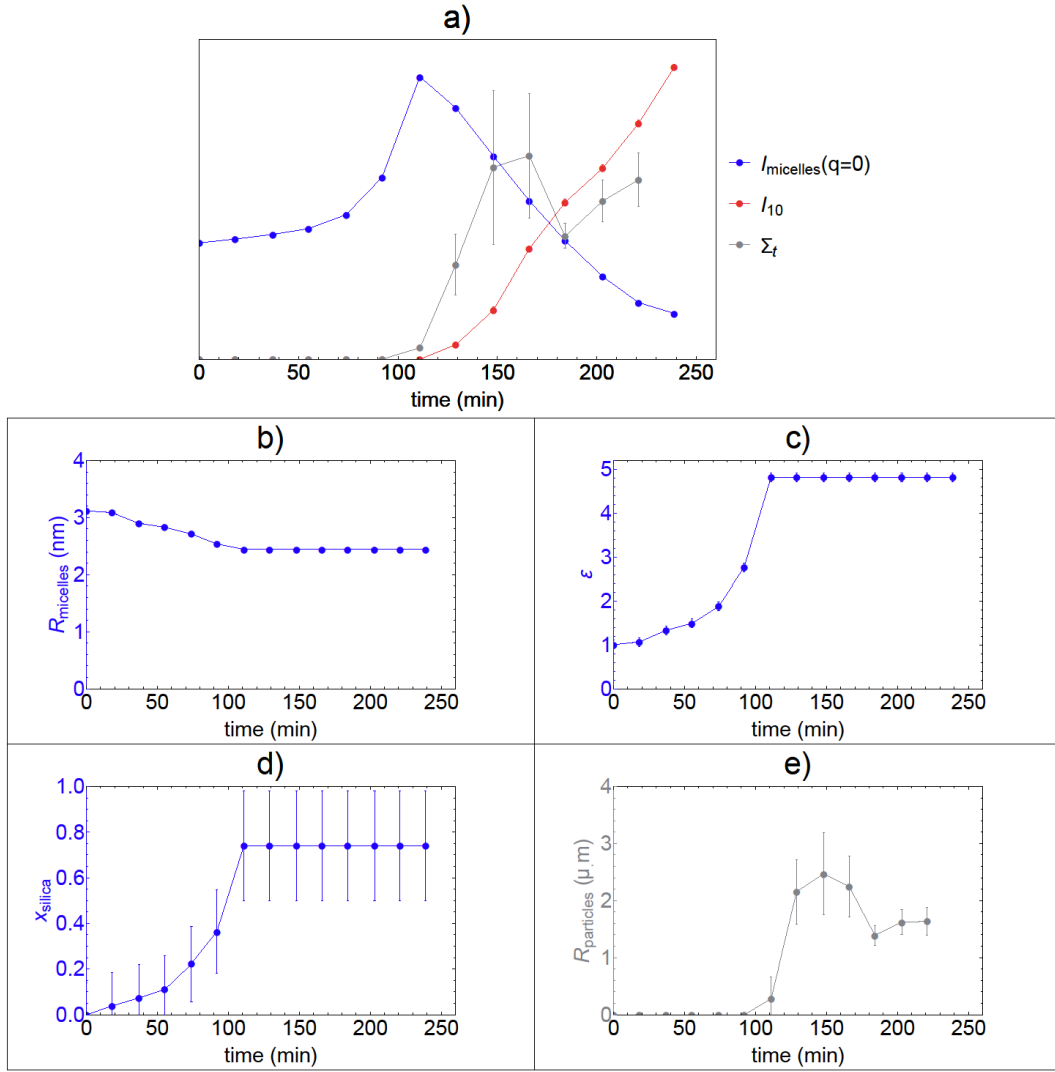 a)
I_micelles(q=0)
I_10
Σ_t
0 50 100 150 200 250
time (min)
b)
4
3
2
1
0
R_micelles (nm)
0 50 100 150 200 250
time (min)
c)
5
4
3
2
1
0
ε
0 50 100 150 200 250
time (min)
d)
1.0
0.8
0.6
0.4
0.2
0.0
x_silica
0 50 100 150 200 250
time (min)
e)
4
3
2
1
0
R_particles (μm)
0 50 100 150 200 250
time (min)